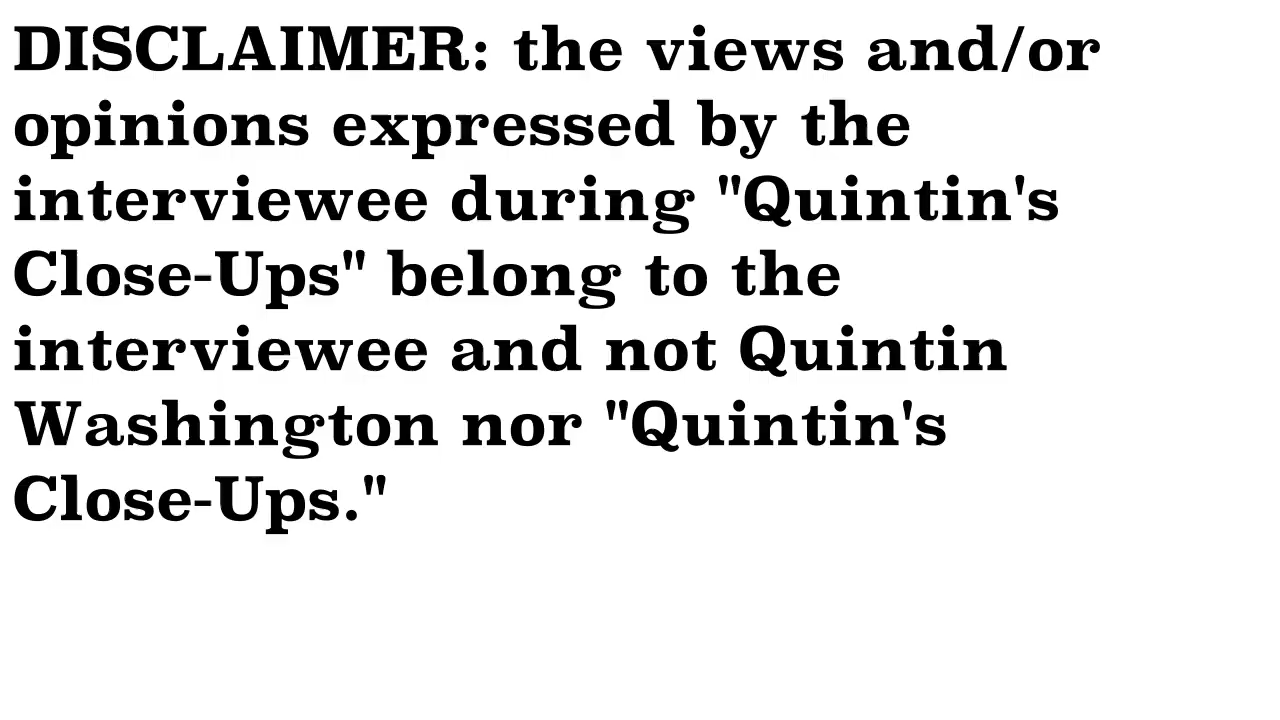 DISCLAIMER: the views and/or
opinions expressed by the
interviewee during "Quintin's
Close-Ups" belong to the
interviewee and not Quintin
Washington nor "Quintin's
Close-Ups."